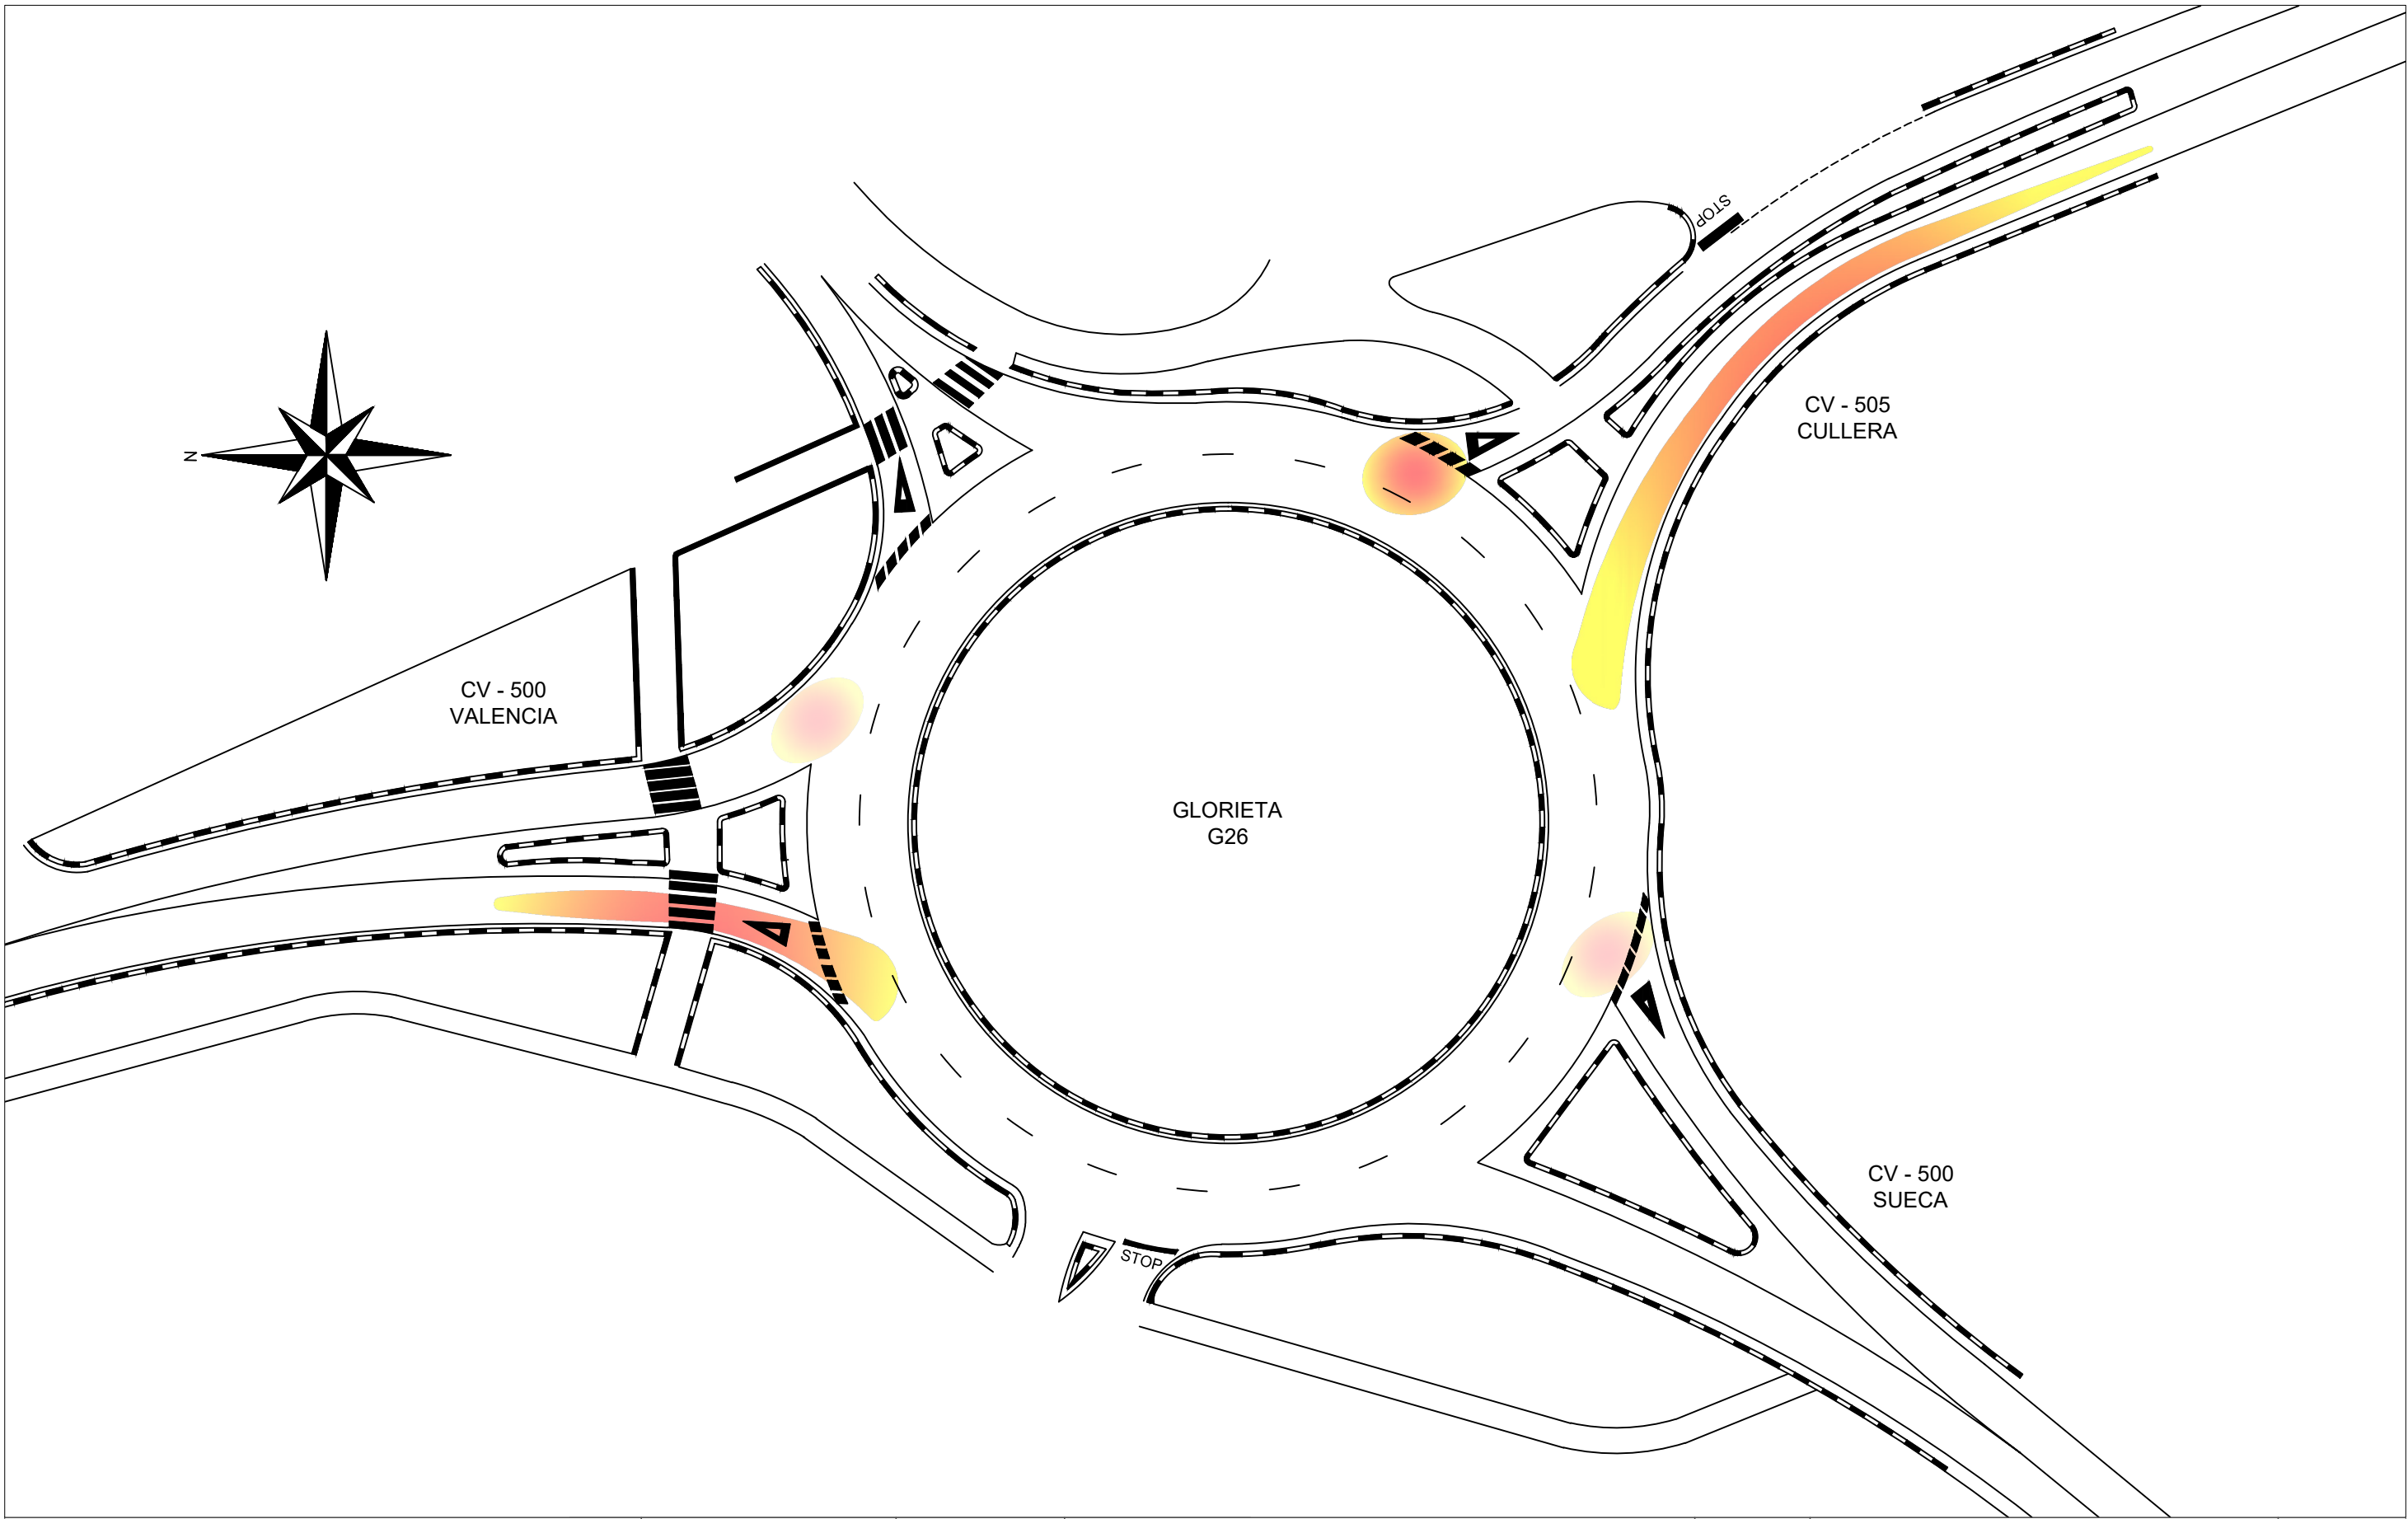 STOP
CV - 505
CULLERA
N
CV - 500
VALENCIA
GLORIETA
G26
CV - 500
SUECA
STOP